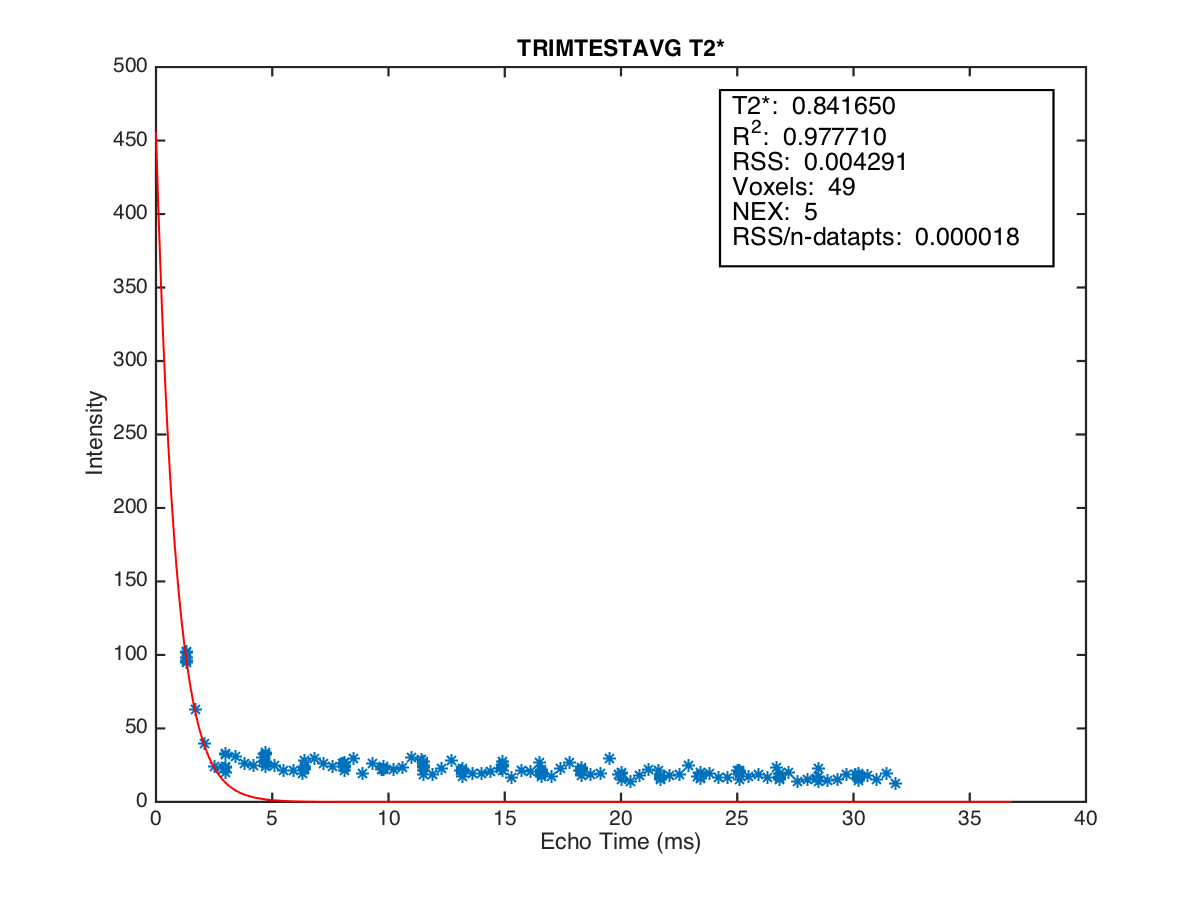 TRIMTESTAVG T2*
500
450
400
350
300
250
200
150
100
50
0
Intensity
T2*: 0.841650
R2: 0.977710
RSS: 0.004291
Voxels: 49
NEX: 5
RSS/n-datapts: 0.000018
0 5 10 15 20 25 30 35 40
Echo Time (ms)